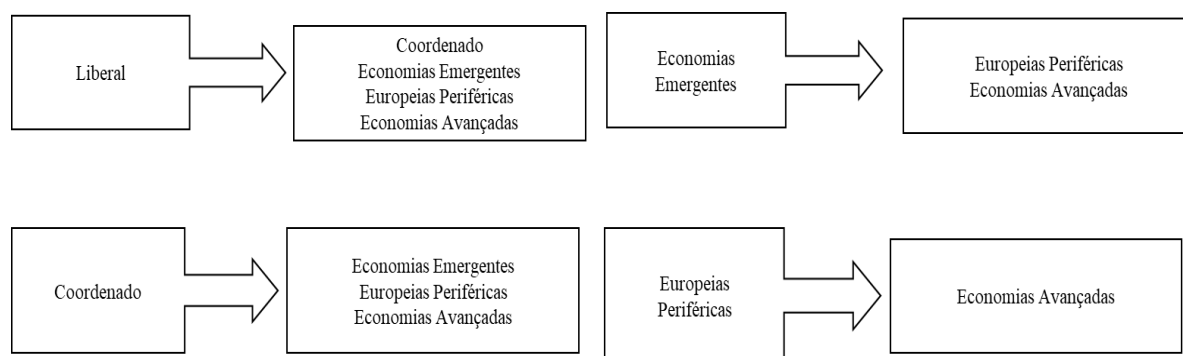 Liberal
Coordenado
Economias Emergentes
Europeias Periféricas
Economias Avançadas
Economias
Emergentes
Europeias Periféricas
Economias Avançadas
Coordenado
Economias Emergentes
Europeias Periféricas
Economias Avançadas
Europeias
Periféricas
Economias Avançadas